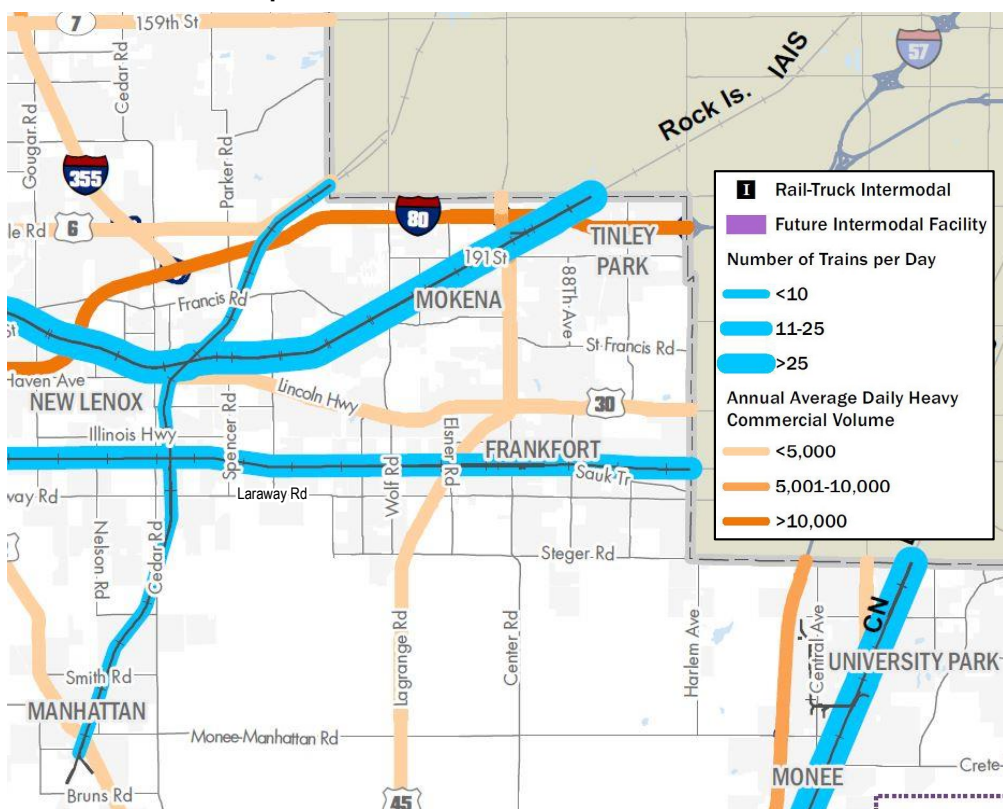 7
159th St
Cedar Rd
Gougar Rd
Parker Rd
355
6
le Rd
80
Rock Is.
IAIS
57
TINLEY
PARK
191St
MOKENA
88Th Ave
Francis Rd
St
St Francis Rd
Haven Ave
NEW LENOX
Lincoln Hwy
30
Illinois Hwy
Spencer Rd
Wolf Rd
Elsner Rd
FRANKFORT
Sauk Tr
way Rd
Laraway Rd
Nelson Rd
Cedar Rd
Steger Rd
Smith Rd
MANHATTAN
Monee-Manhattan Rd
Bruns Rd
Lagrange Rd
45
Center Rd
Harlem Ave
Central Ave
CN
UNIVERSITY PARK
MONEE
Crete-
I Rail-Truck Intermodal
Future Intermodal Facility
Number of Trains per Day
<10
11-25
>25
Annual Average Daily Heavy
Commercial Volume
<5,000
5,001-10,000
>10,000